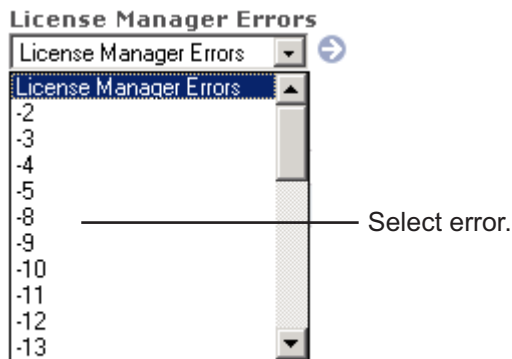 License Manager Errors
License Manager Errors
License Manager Errors
-2
-3
-4
-5
-8
Select error.
-9
-10
-11
-12
-13